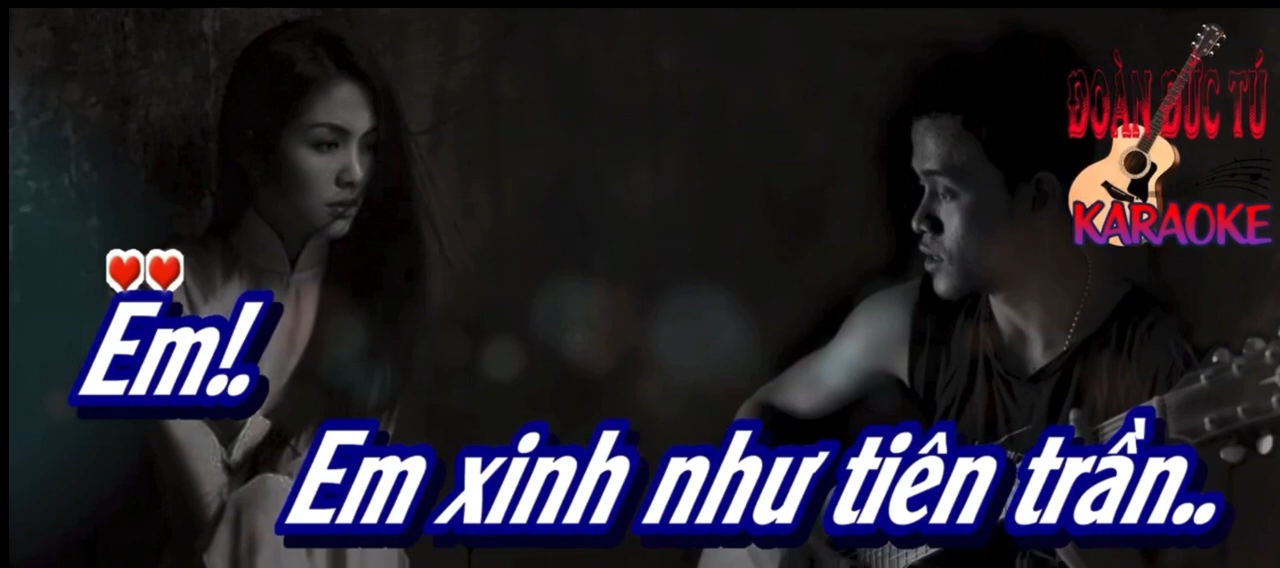 ĐOÀN ĐỨC TÚ
KARAOKE
Em!!
Em xinh như tiên trần..